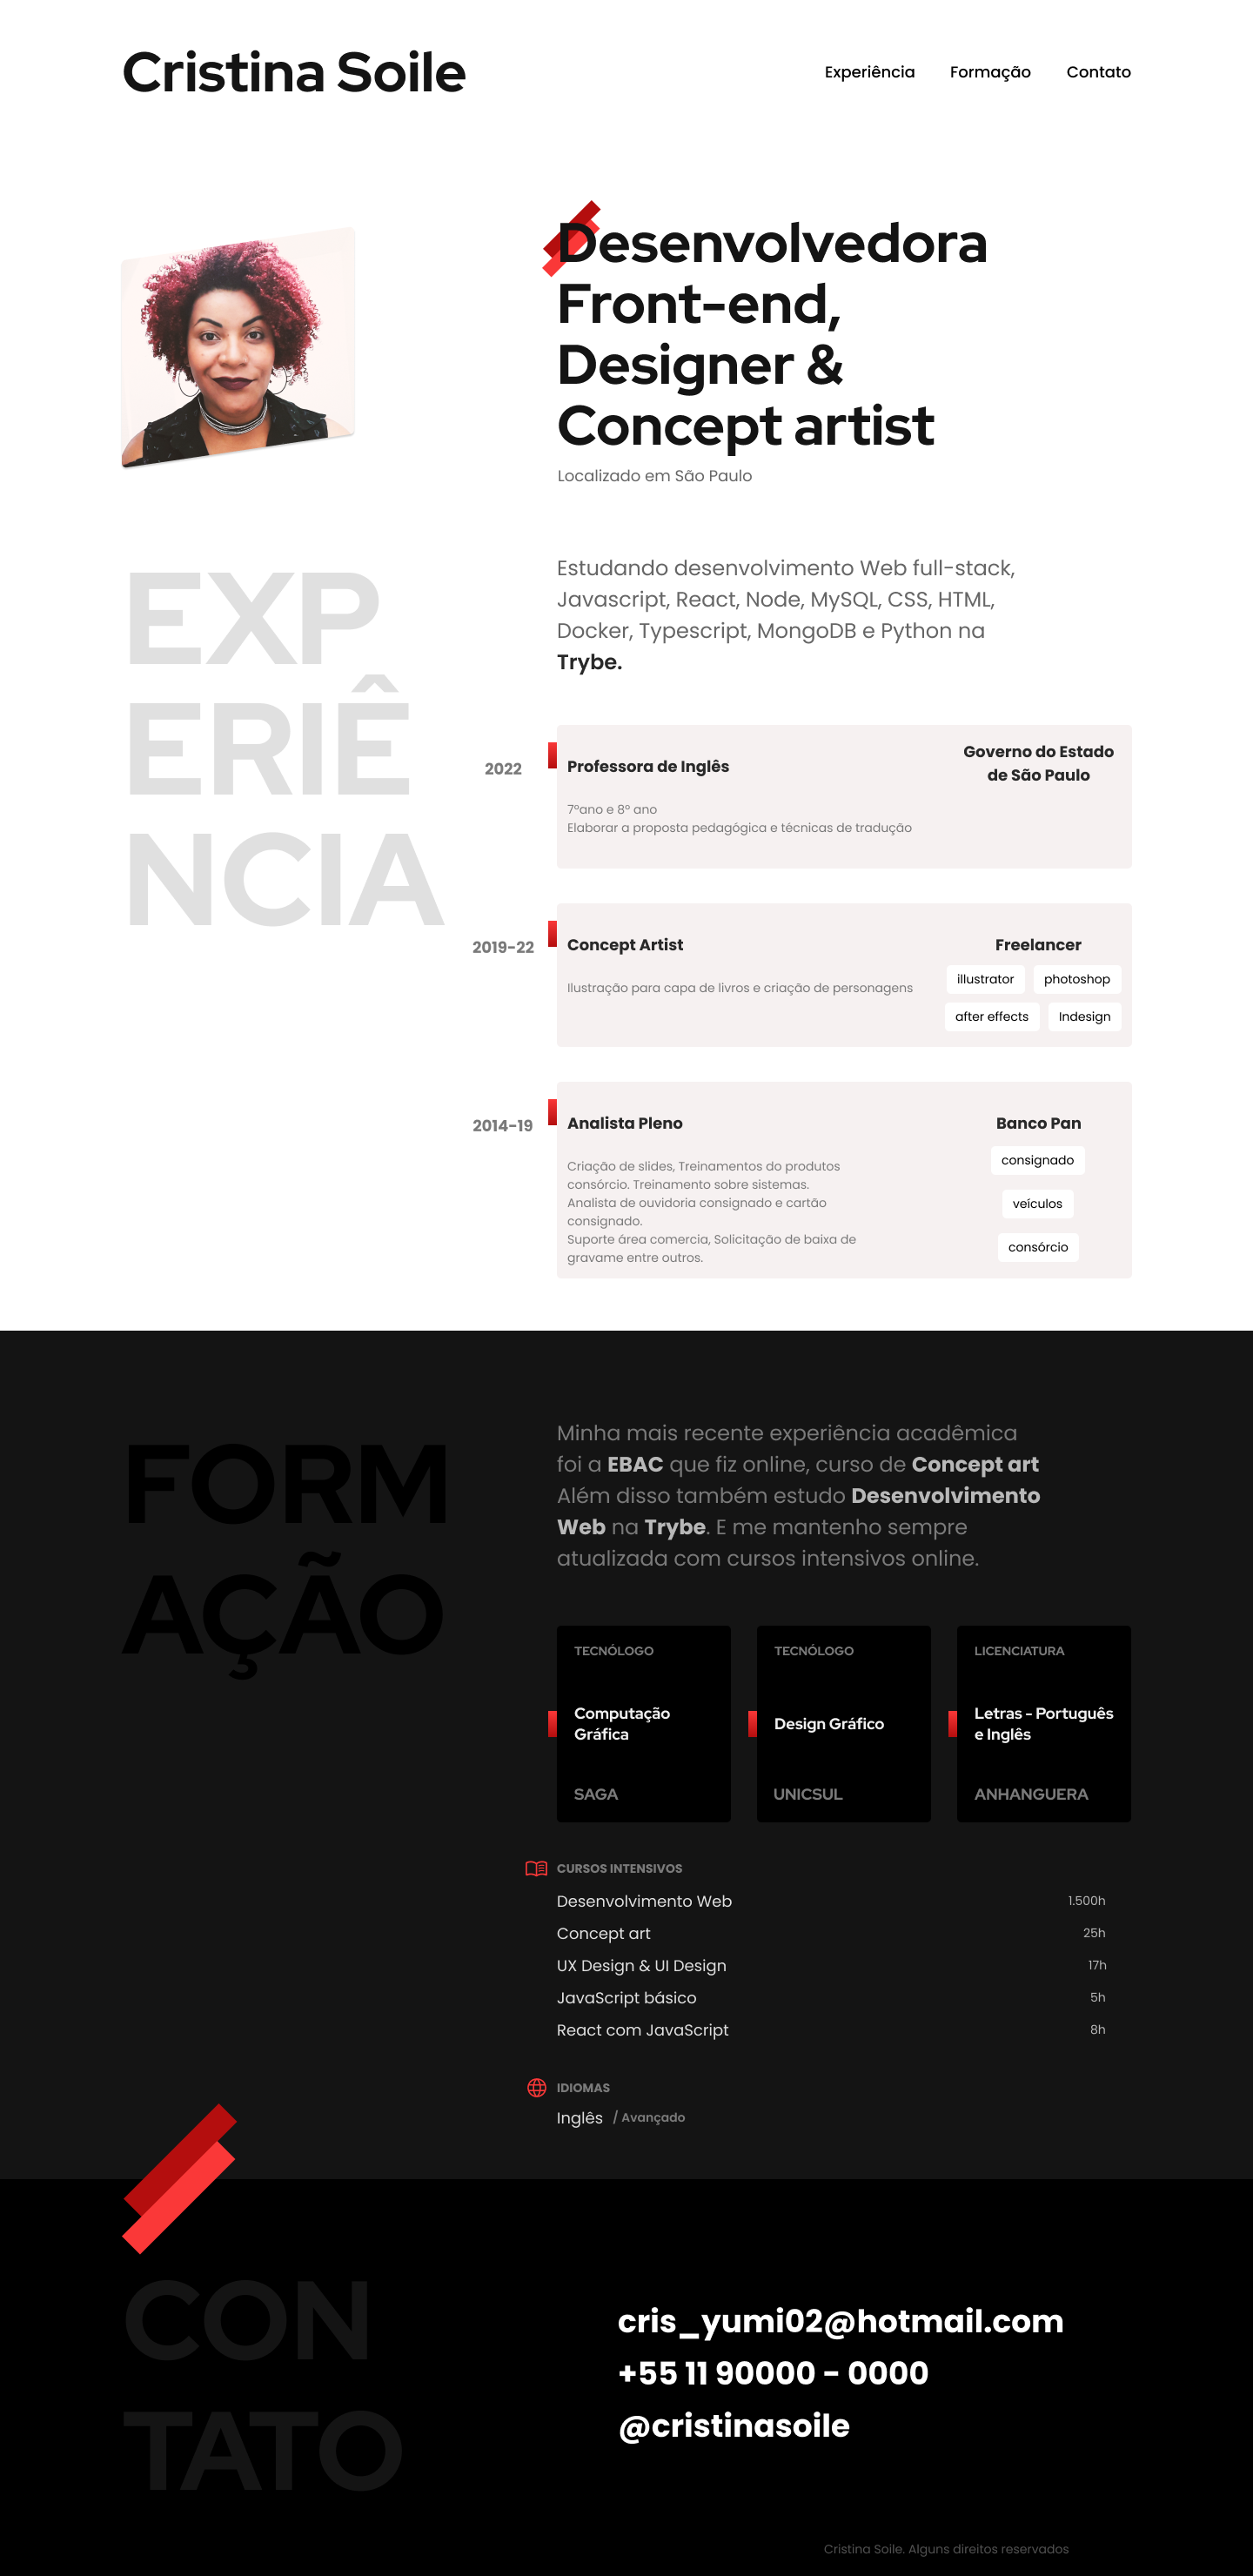 Cristina Soile
Experiência
Formação
Contato
Desenvolvedora
Front-end,
Designer &
Concept artist
Localizado em São Paulo
EXP
ERIÊ
NCIA
Estudando desenvolvimento Web full-stack,
Javascript, React, Node, MySQL, CSS, HTML,
Docker, Typescript, MongoDB e Python na
Trybe.
2022
Professora de Inglês
Governo do Estado
de São Paulo
7ºano e 8º ano
Elaborar a proposta pedagógica e técnicas de tradução
2019-22
Concept Artist
Freelancer
Ilustração para capa de livros e criação de personagens
illustrator
photoshop
after effects
Indesign
2014-19
Analista Pleno
Banco Pan
Criação de slides, Treinamentos do produtos
consórcio. Treinamento sobre sistemas.
Analista de ouvidoria consignado e cartão
consignado.
Suporte área comercia, Solicitação de baixa de
gravame entre outros.
consignado
veículos
consórcio
FORM
AÇÃO
Minha mais recente experiência acadêmica
foi a EBAC que fiz online, curso de Concept art
Além disso também estudo Desenvolvimento
Web na Trybe. E me mantenho sempre
atualizada com cursos intensivos online.
TECNÓLOGO
Computação
Gráfica
SAGA
TECNÓLOGO
Design Gráfico
UNICSUL
LICENCIATURA
Letras - Português
e Inglês
ANHANGUERA
CURSOS INTENSIVOS
Desenvolvimento Web 1.500h
Concept art 25h
UX Design & UI Design 17h
JavaScript básico 5h
React com JavaScript 8h
IDIOMAS
Inglês / Avançado
CON
TATO
cris_yumi02@hotmail.com
+55 11 90000 - 0000
@cristinasoile
Cristina Soile. Alguns direitos reservados